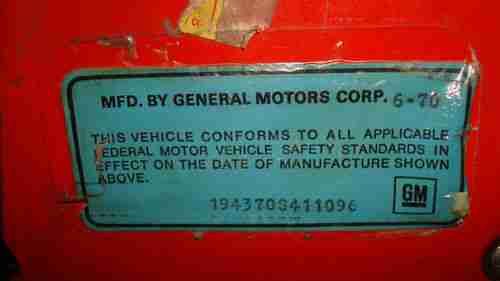 MFD. BY GENERAL MOTORS CORP. 6-70
THIS VEHICLE CONFORMS TO ALL APPLICABLE
FEDERAL MOTOR VEHICLE SAFETY STANDARDS IN
EFFECT ON THE DATE OF MANUFACTURE SHOWN
ABOVE.
GM
194370S411096